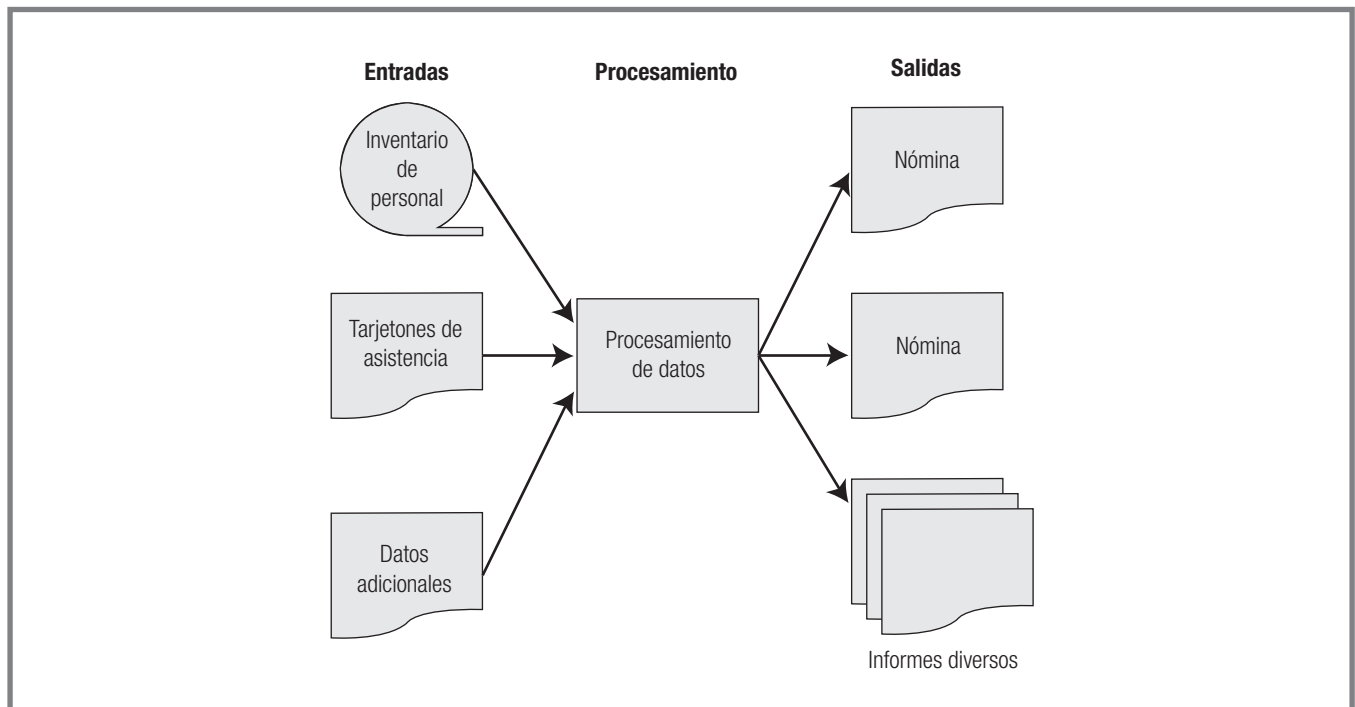 Entradas
Procesamiento
Salidas
Inventario
de
personal
Nómina
Tarjetones de
asistencia
Procesamiento
de datos
Nómina
Datos
adicionales
Informes diversos